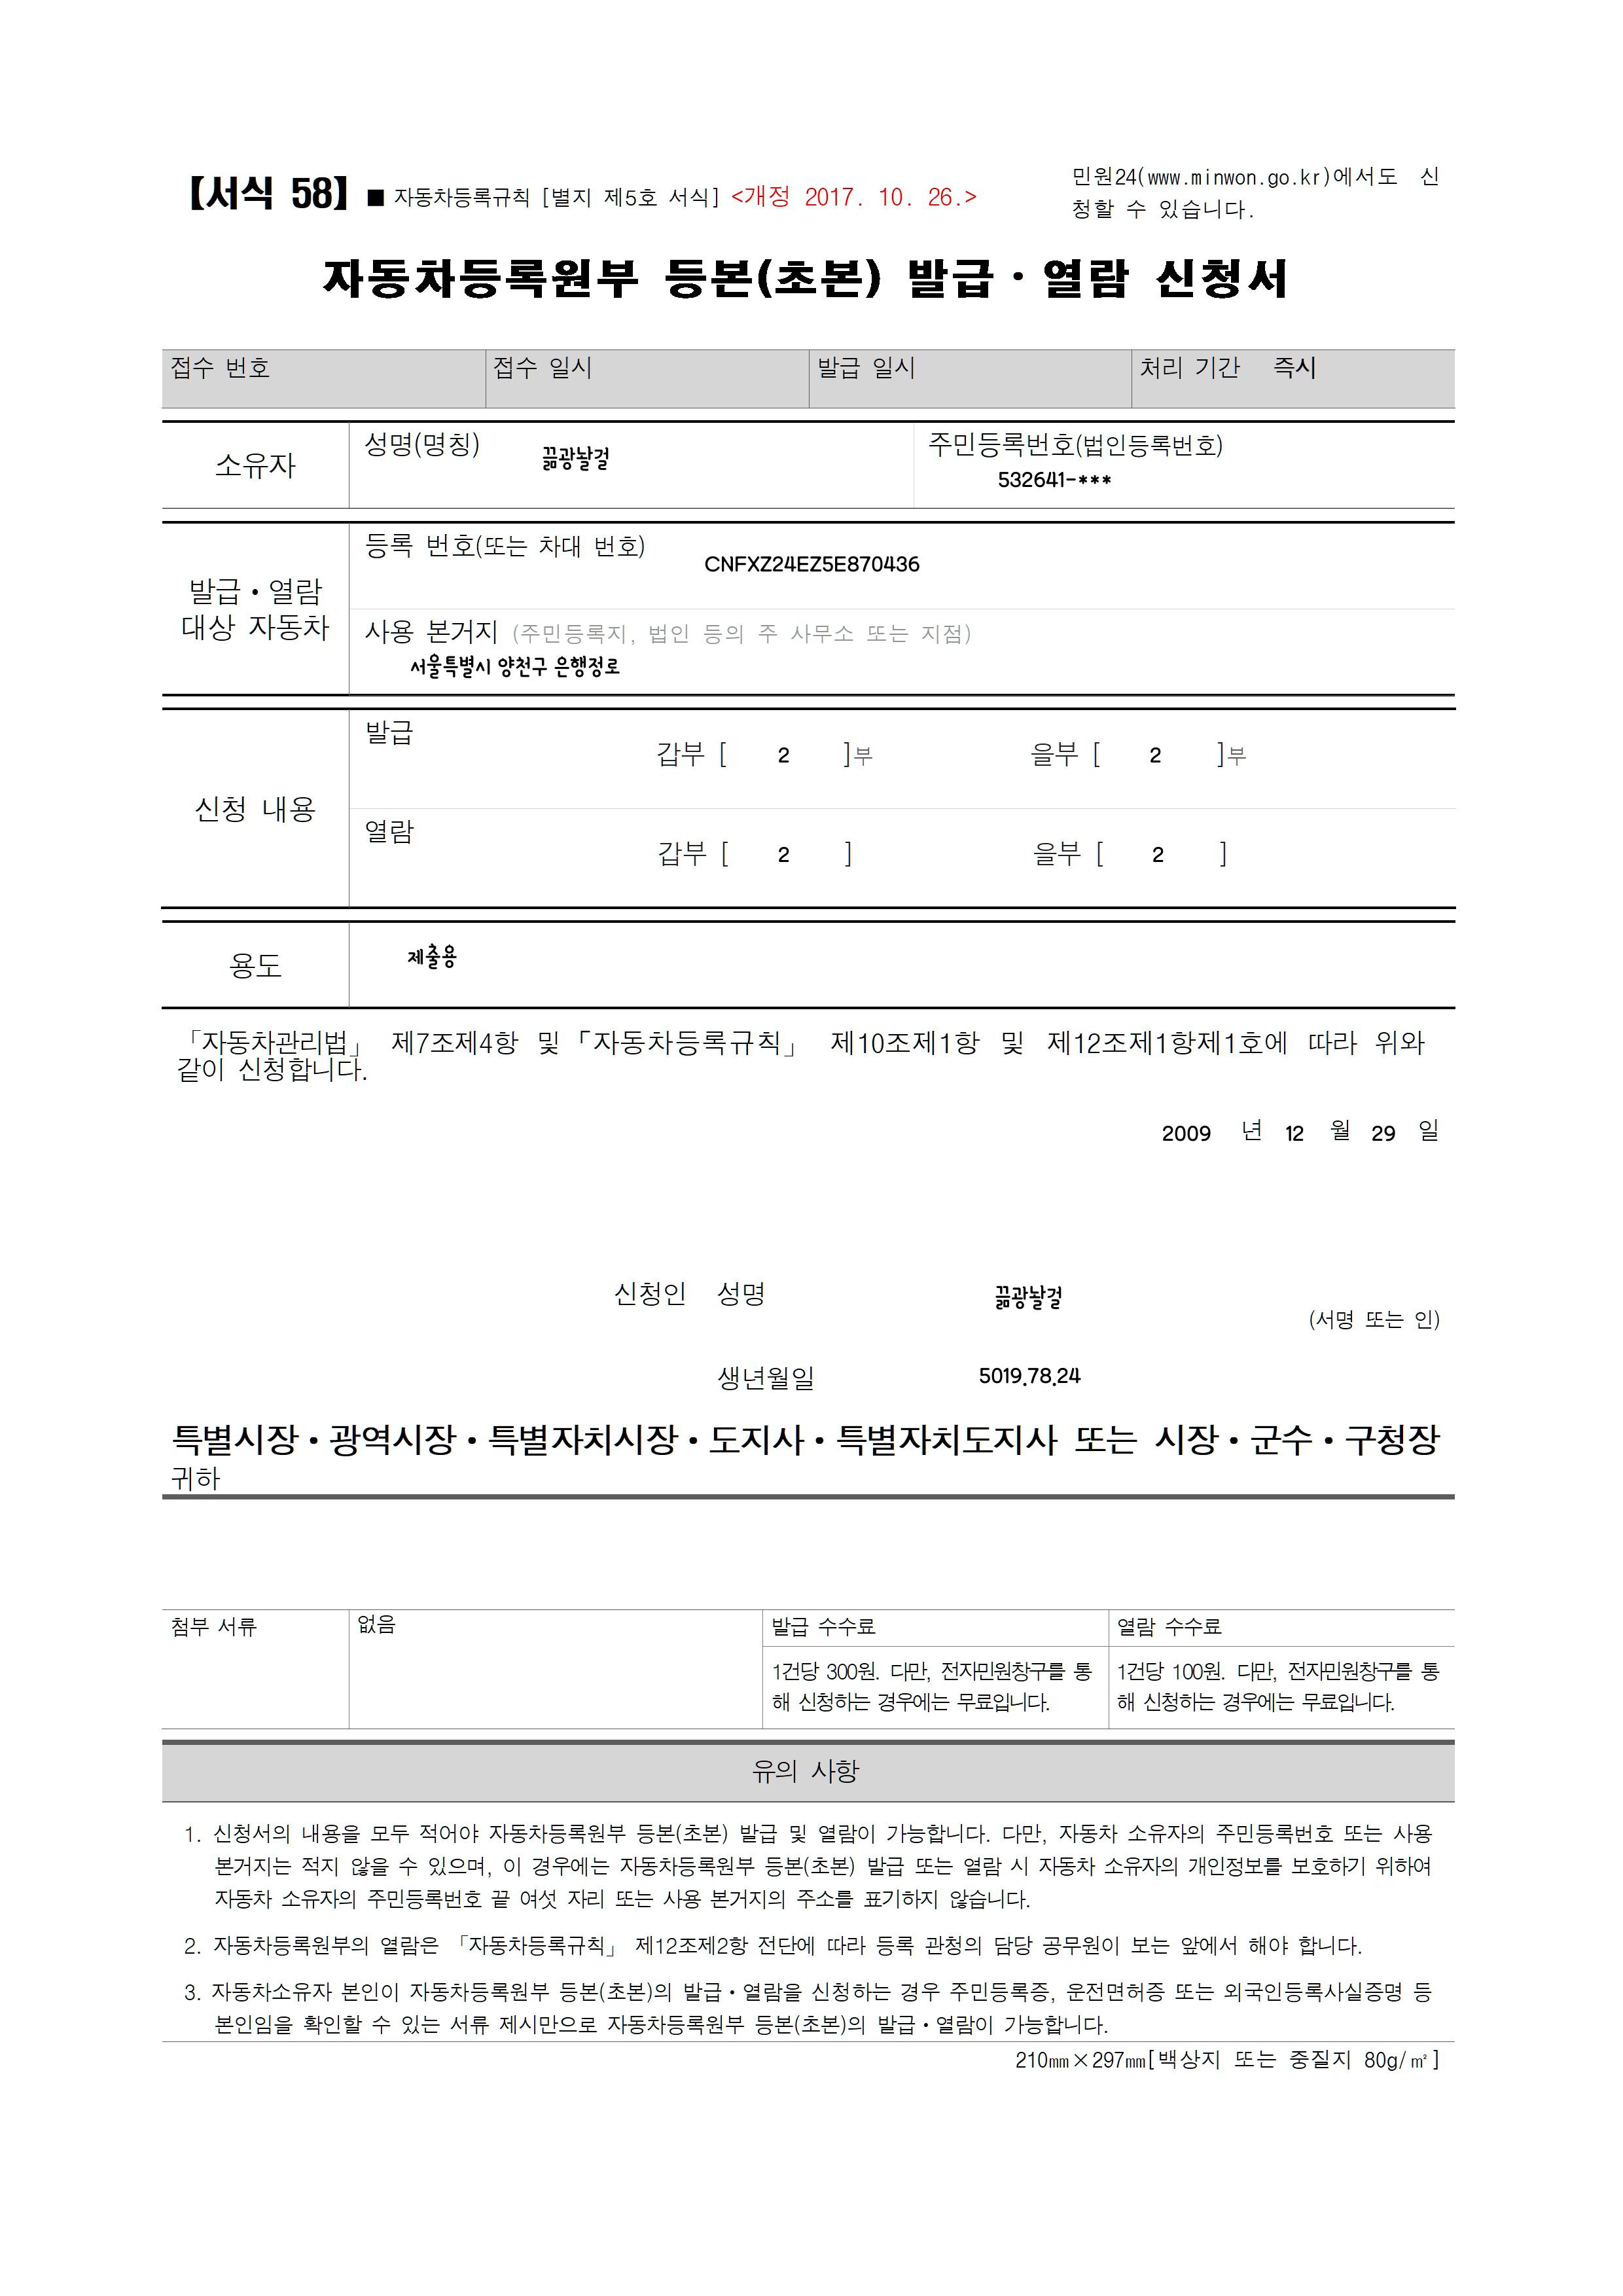 【서식 58】 ■ 자동차등록규칙 [별지 제5호 서식] <개정 2017. 10. 26.>
민원24(www.minwon.go.kr)에서도 신
청할 수 있습니다.
자동차등록원부 등본(초본) 발급·열람 신청서
접수 번호 접수 일시 발급 일시 처리 기간 즉시
소유자
성명(명칭)
주민등록번호(법인등록번호)
532641-***
발급·열람
대상 자동차
등록 번호(또는 차대 번호)
CNFXZ24EZ5E870436
사용 본거지 (주민등록지, 법인 등의 주 사무소 또는 지점)
서울특별시 양천구 은행정로
신청 내용
발급
갑부 [ 2 ]부 을부 [ 2 ]부
열람
갑부 [ 2 ] 을부 [ 2 ]
용도
제출용
「자동차관리법」 제7조제4항 및「자동차등록규칙」 제10조제1항 및 제12조제1항제1호에 따라 위와
같이 신청합니다.
2009 년 12 월 29 일
신청인 성명
(서명 또는 인)
생년월일 5019.78.24
특별시장·광역시장·특별자치시장·도지사·특별자치도지사 또는 시장·군수·구청장
귀하
첨부 서류 없음 발급 수수료 열람 수수료
1건당 300원. 다만, 전자민원창구를 통
해 신청하는 경우에는 무료입니다.
1건당 100원. 다만, 전자민원창구를 통
해 신청하는 경우에는 무료입니다.
유의 사항
1. 신청서의 내용을 모두 적어야 자동차등록원부 등본(초본) 발급 및 열람이 가능합니다. 다만, 자동차 소유자의 주민등록번호 또는 사용
본거지는 적지 않을 수 있으며, 이 경우에는 자동차등록원부 등본(초본) 발급 또는 열람 시 자동차 소유자의 개인정보를 보호하기 위하여
자동차 소유자의 주민등록번호 끝 여섯 자리 또는 사용 본거지의 주소를 표기하지 않습니다.
2. 자동차등록원부의 열람은 「자동차등록규칙」 제12조제2항 전단에 따라 등록 관청의 담당 공무원이 보는 앞에서 해야 합니다.
3. 자동차소유자 본인이 자동차등록원부 등본(초본)의 발급·열람을 신청하는 경우 주민등록증, 운전면허증 또는 외국인등록사실증명 등
본인임을 확인할 수 있는 서류 제시만으로 자동차등록원부 등본(초본)의 발급·열람이 가능합니다.
210㎜×297㎜[백상지 또는 중질지 80g/㎡]